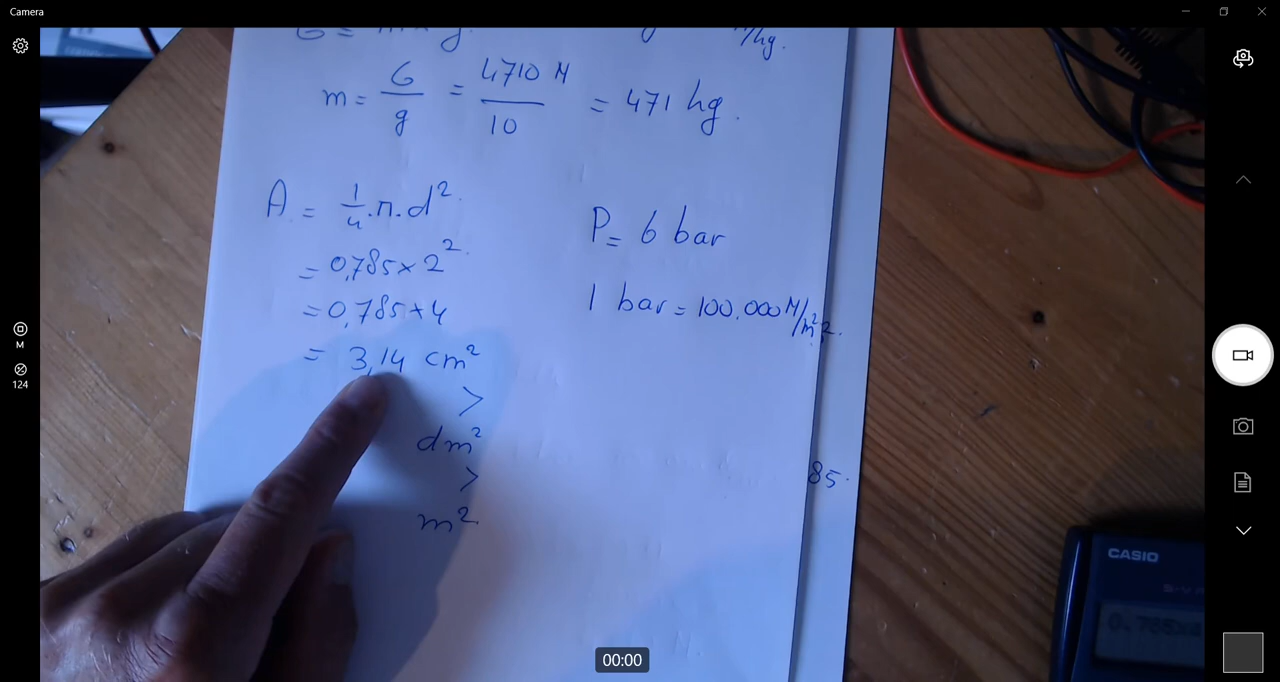 Camera
G = m × g.
m = G/g = 4710 N/10 = 471 kg.
A = 1/4 . π . d².
= 0,785 × 2².
= 0,785 × 4
= 3,14 cm²
>
dm²
>
m²
P = 6 bar
1 bar = 100.000 N/m².
85.
CASIO
M
124
00:00